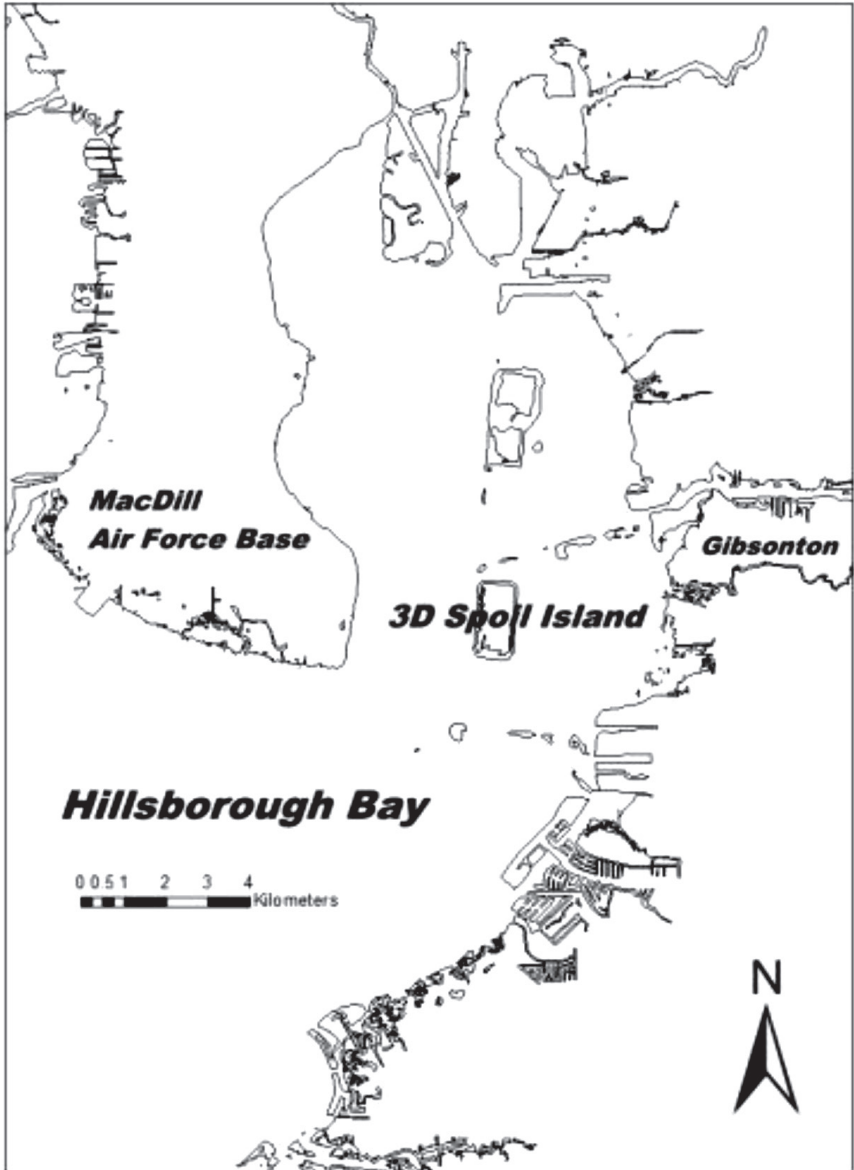 MacDill
Air Force Base
Gibsonton
3D Spoil Island
Hillsborough Bay
0 0.5 1 2 3 4
Kilometers
N